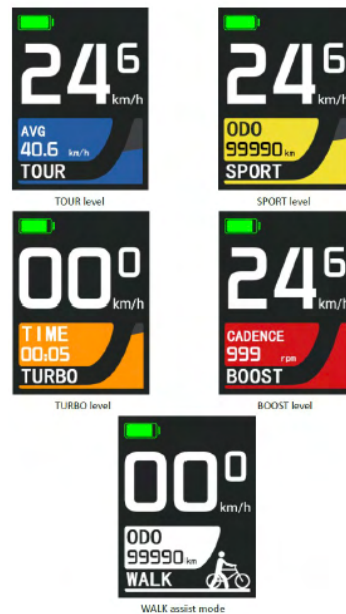 24 6
km/h
AVG
40.6 km/h
TOUR
TOUR level
24 6
km/h
ODO
99990 km
SPORT
SPORT level
00 0
km/h
TIME
00:05
TURBO
TURBO level
24 6
km/h
CADENCE
999 rpm
BOOST
BOOST level
00 0
km/h
ODO
99990 km
WALK
WALK assist mode